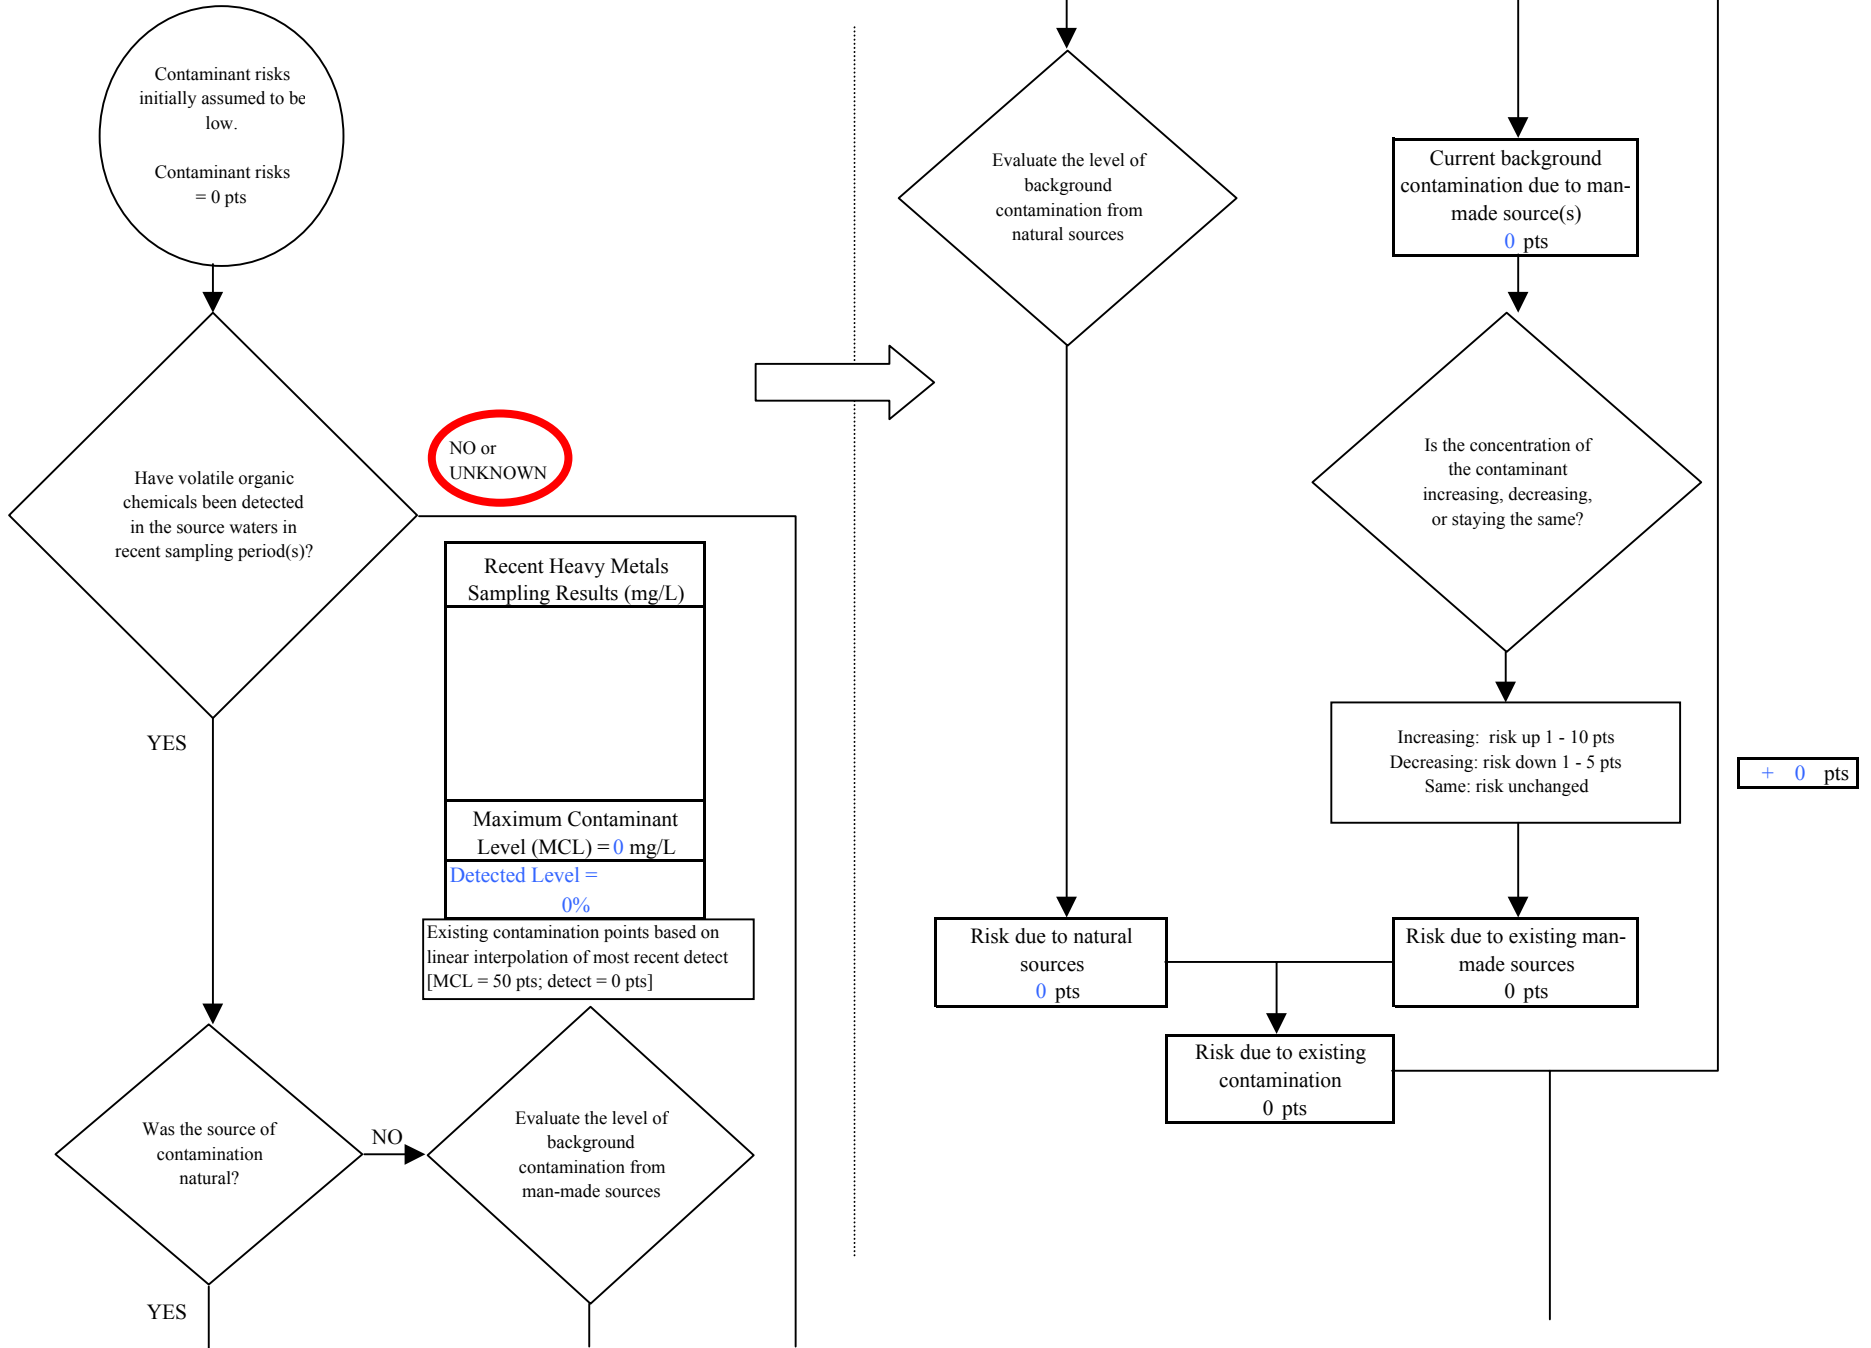 Contaminant risks
initially assumed to be
low.
Contaminant risks
= 0 pts
Have volatile organic
chemicals been detected
in the source waters in
recent sampling period(s)?
NO or
UNKNOWN
YES
Recent Heavy Metals
Sampling Results (mg/L)
Maximum Contaminant
Level (MCL) = 0 mg/L
Detected Level =
0%
Existing contamination points based on
linear interpolation of most recent detect
[MCL = 50 pts; detect = 0 pts]
Was the source of
contamination
natural?
NO
YES
Evaluate the level of
background
contamination from
man-made sources
Evaluate the level of
background
contamination from
natural sources
Current background
contamination due to man-
made source(s)
0 pts
Is the concentration of
the contaminant
increasing, decreasing,
or staying the same?
Increasing: risk up 1 - 10 pts
Decreasing: risk down 1 - 5 pts
Same: risk unchanged
+ 0 pts
Risk due to natural
sources
0 pts
Risk due to existing man-
made sources
0 pts
Risk due to existing
contamination
0 pts